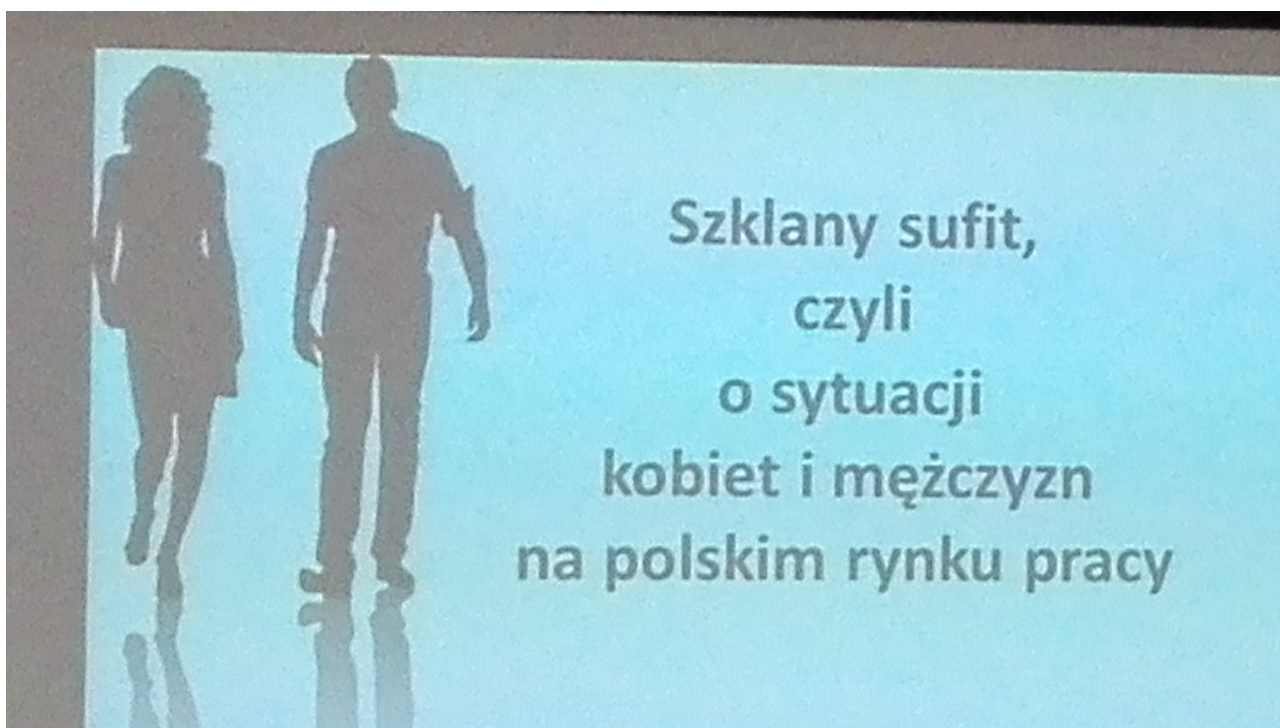 Szklany sufit,
czyli
o sytuacji
kobiet i mężczyzn
na polskim rynku pracy